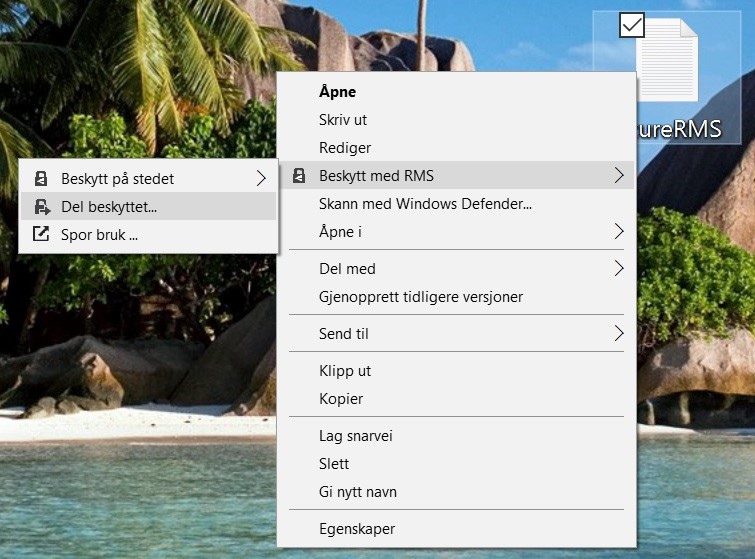 ureRMS
Åpne
Skriv ut
Rediger
Beskytt med RMS
Skann med Windows Defender...
Åpne i
Del med
Gjenopprett tidligere versjoner
Send til
Klipp ut
Kopier
Lag snarvei
Slett
Gi nytt navn
Egenskaper
Beskytt på stedet
Del beskyttet...
Spor bruk ...